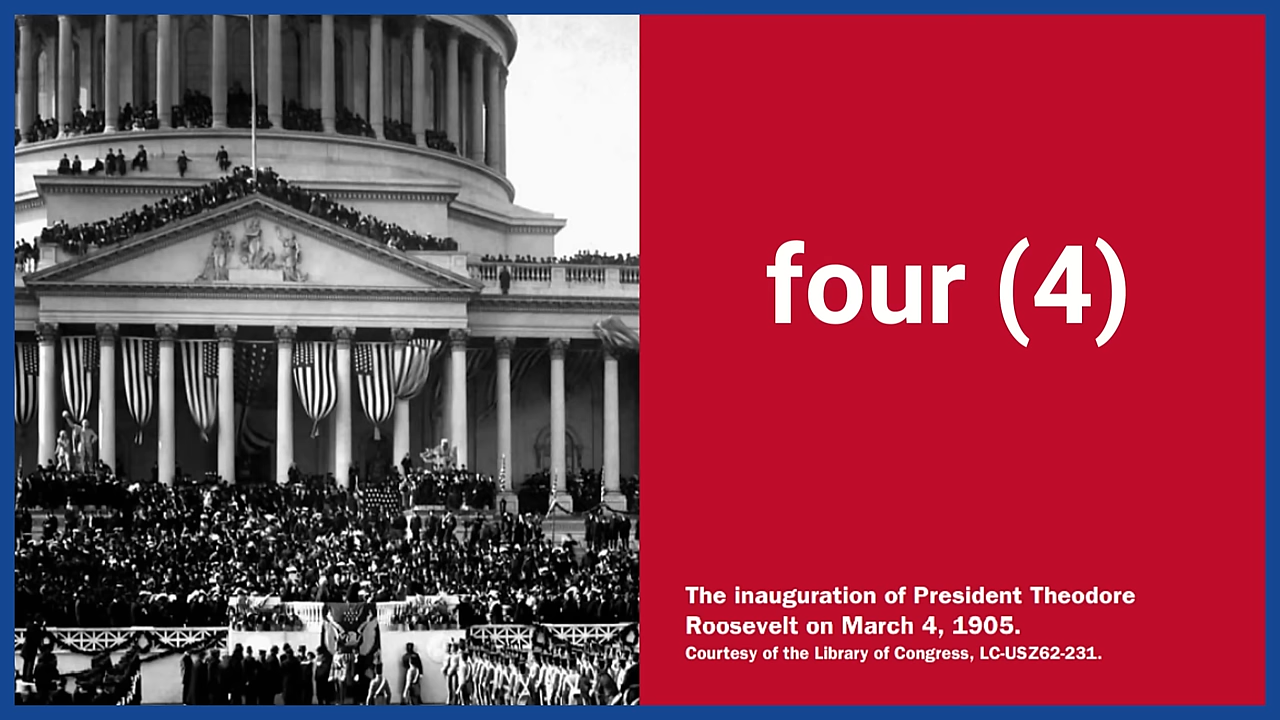 four (4)
The inauguration of President Theodore
Roosevelt on March 4, 1905.
Courtesy of the Library of Congress, LC-USZ62-231.